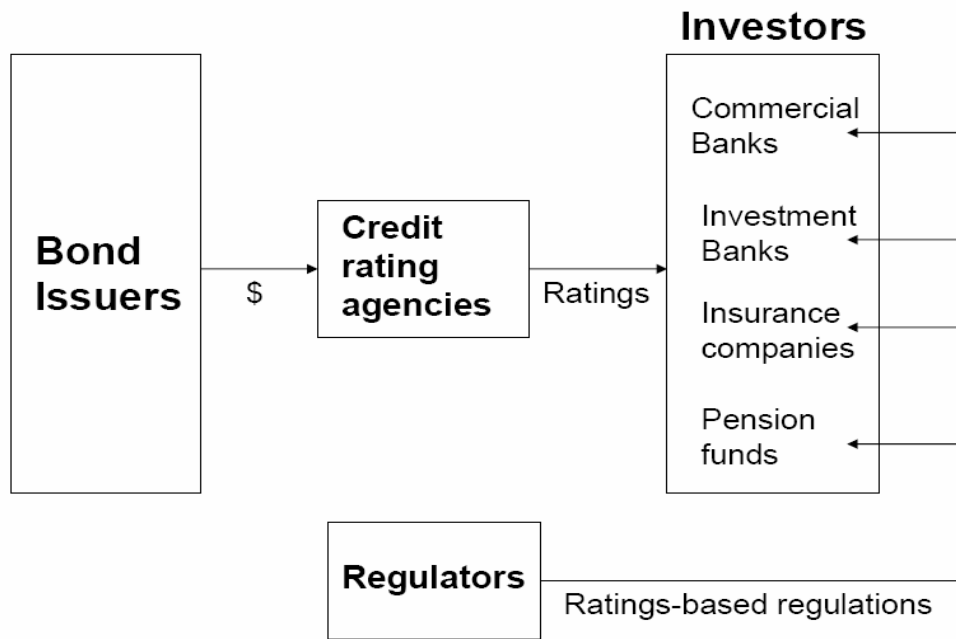 Investors
Commercial
Banks
Bond
Issuers
$
Credit
rating
agencies
Ratings
Investment
Banks
Insurance
companies
Pension
funds
Regulators
Ratings-based regulations